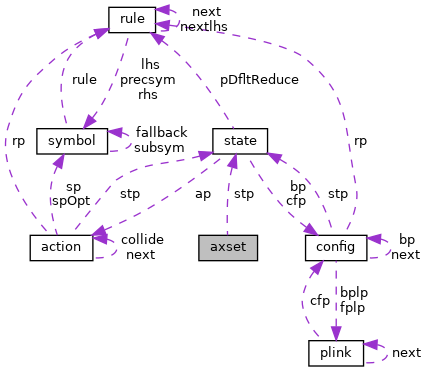 rule
next
nextlhs
lhs
precsym
rhs
rule
pDfltReduce
symbol
fallback
subsym
state
rp
rp
sp
spOpt
stp
ap
stp
bp
cfp
stp
action
collide
next
axset
config
bp
next
cfp
bplp
fplp
plink
next